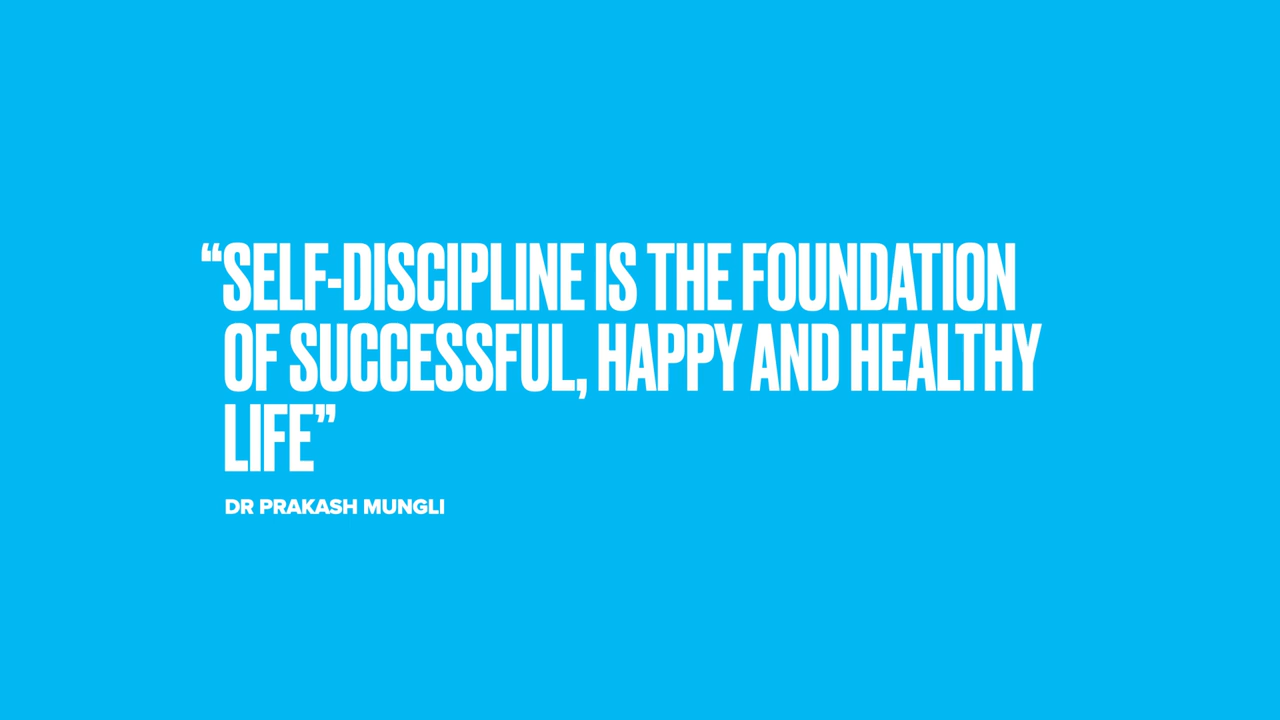 “SELF-DISCIPLINE IS THE FOUNDATION
OF SUCCESSFUL, HAPPY AND HEALTHY
LIFE”
DR PRAKASH MUNGLI